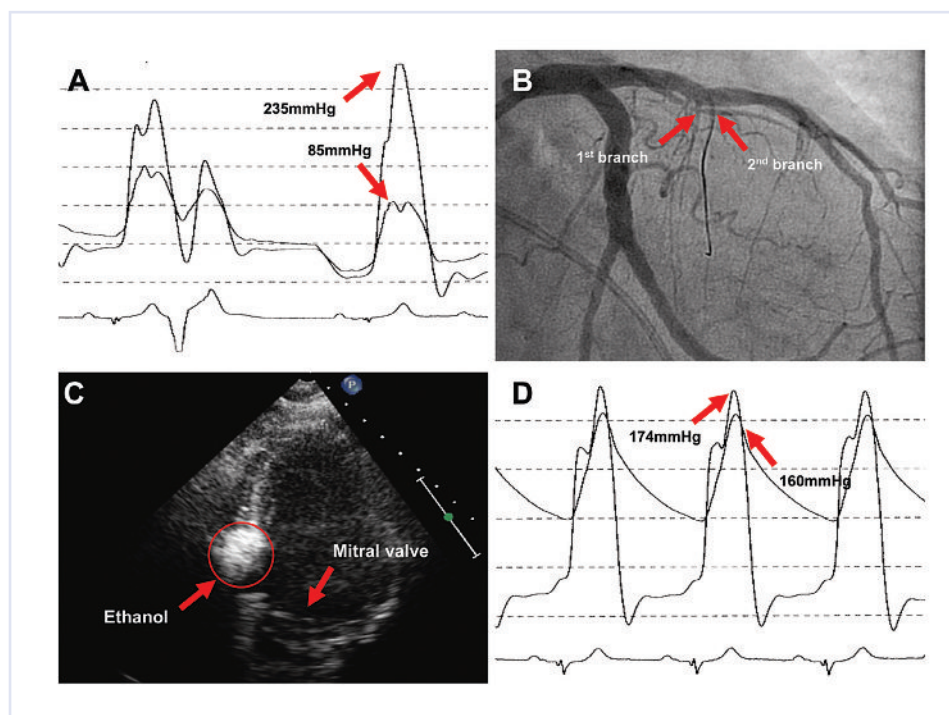 A
235mmHg
85mmHg
B
1st branch
2nd branch
C
P
Mitral valve
Ethanol
D
174mmHg
160mmHg